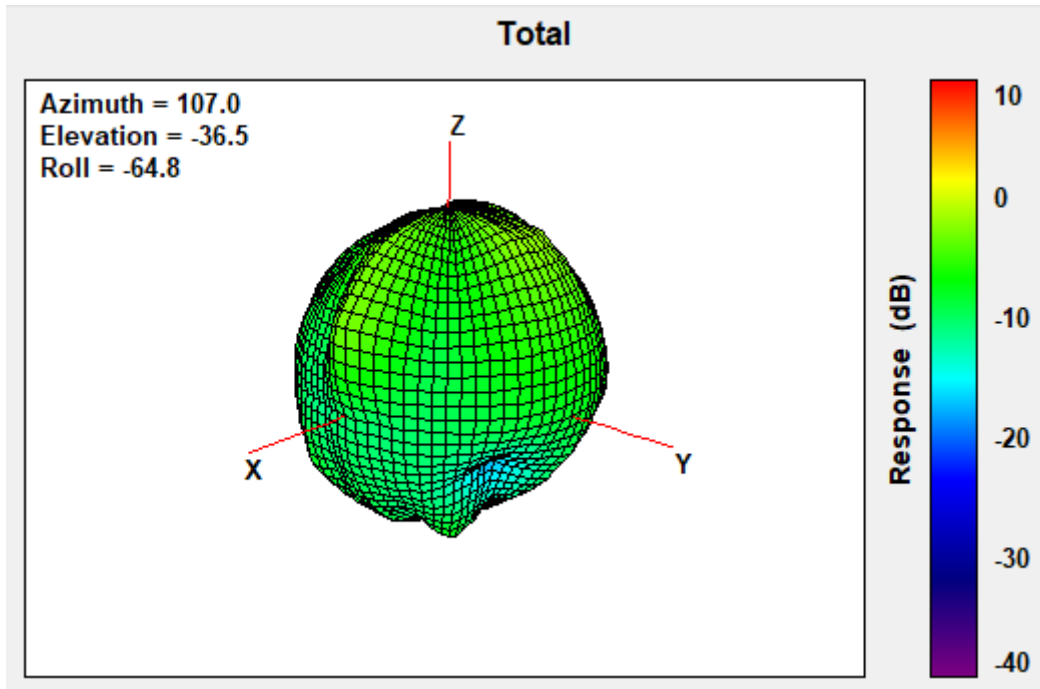 Total
Azimuth = 107.0
Elevation = -36.5
Roll = -64.8
Z
X
Y
Response (dB)
10
0
-10
-20
-30
-40